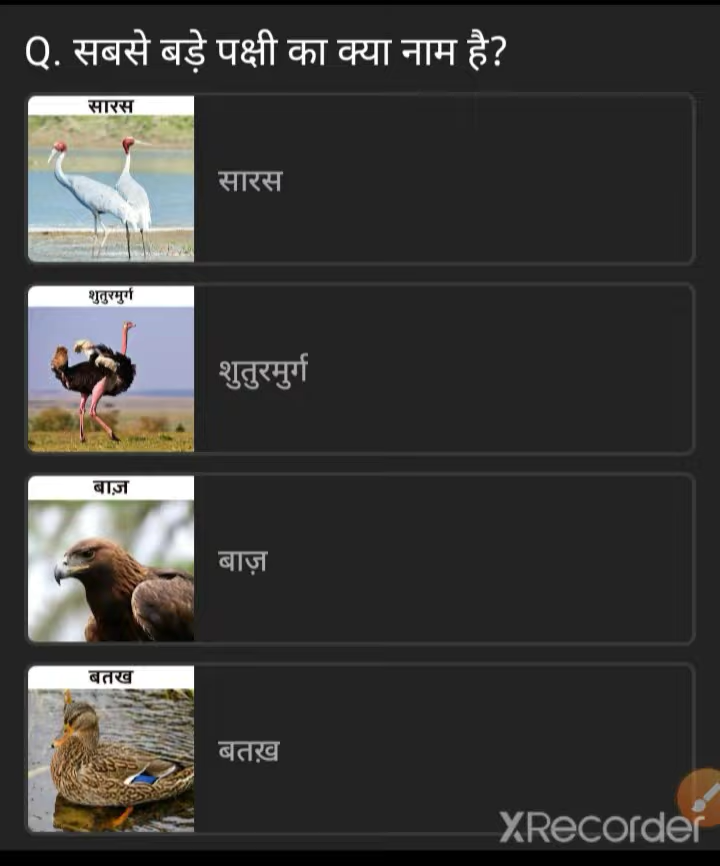 Q. सबसे बड़े पक्षी का क्या नाम है?
सारस
सारस
शुतुरमुर्ग
शुतुरमुर्ग
बाज़
बाज़
बतख
बतख़
XRecorder